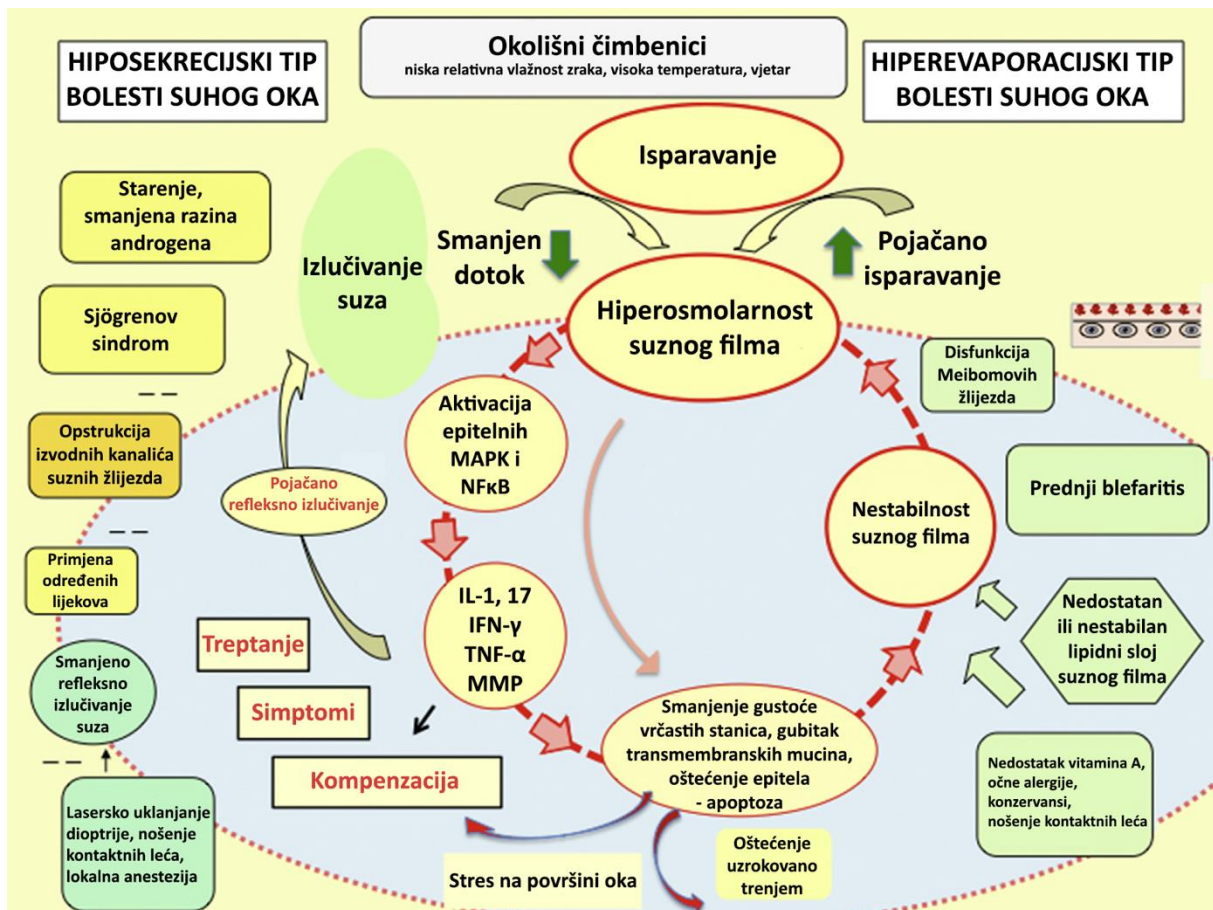 HIPOSEKRECIJSKI TIP
BOLESTI SUHOG OKA
Okolišni čimbenici
niska relativna vlažnost zraka, visoka temperatura, vjetar
HIPEREVAPORACIJSKI TIP
BOLESTI SUHOG OKA
Isparavanje
Starenje,
smanjena razina
androgena
Izlučivanje
suza
Smanjen
dotok
Pojačano
isparavanje
Hiperosmolarnost
suznog filma
Sjögrenov
sindrom
Disfunkcija
Meibomovih
žlijezda
Aktivacija
epitelnih
MAPK i
NFκB
Opstrukcija
izvodnih kanalića
suznih žlijezda
Pojačano
refleksno izlučivanje
Prednji blefaritis
Nestabilnost
suznog filma
Primjena
određenih
lijekova
IL-1, 17
IFN-γ
TNF-α
MMP
Nedostatan
ili nestabilan
lipidni sloj
suznog filma
Treptanje
Smanjeno
refleksno
izlučivanje
suza
Simptomi
Smanjenje gustoće
vrčastih stanica, gubitak
transmembranskih mucina,
oštećenje epitela
- apoptoza
Kompenzacija
Nedostatak vitamina A,
očne alergije,
konzervansi,
nošenje kontaktnih leća
Lasersko uklanjanje
dioptrije, nošenje
kontaktnih leća,
lokalna anestezija
Stres na površini oka
Oštećenje
uzrokovano
trenjem